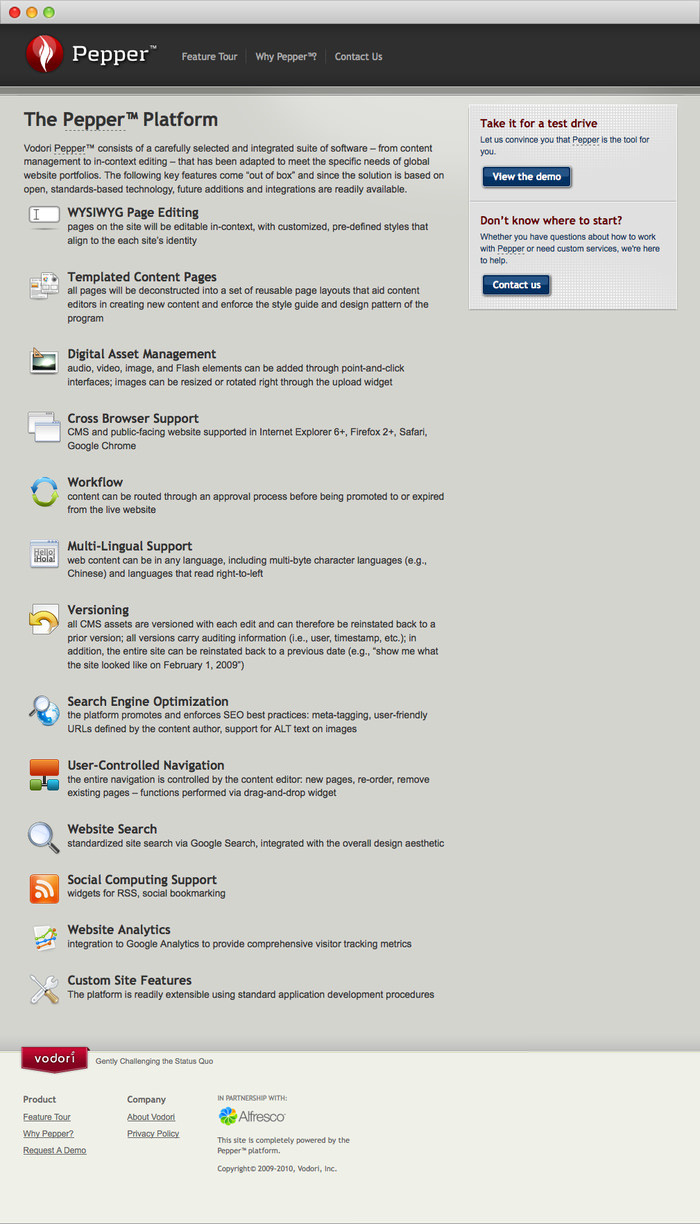 Pepper™
Feature Tour
Why Pepper™?
Contact Us
The Pepper™ Platform
Vodori Pepper™ consists of a carefully selected and integrated suite of software – from content
management to in-context editing – that has been adapted to meet the specific needs of global
website portfolios. The following key features come “out of box” and since the solution is based on
open, standards-based technology, future additions and integrations are readily available.
WYSIWYG Page Editing
pages on the site will be editable in-context, with customized, pre-defined styles that
align to the each site's identity
Templated Content Pages
all pages will be deconstructed into a set of reusable page layouts that aid content
editors in creating new content and enforce the style guide and design pattern of the
program
Digital Asset Management
audio, video, image, and Flash elements can be added through point-and-click
interfaces; images can be resized or rotated right through the upload widget
Cross Browser Support
CMS and public-facing website supported in Internet Explorer 6+, Firefox 2+, Safari,
Google Chrome
Workflow
content can be routed through an approval process before being promoted to or expired
from the live website
Hello
¡Hola!
Multi-Lingual Support
web content can be in any language, including multi-byte character languages (e.g.,
Chinese) and languages that read right-to-left
Versioning
all CMS assets are versioned with each edit and can therefore be reinstated back to a
prior version; all versions carry auditing information (i.e., user, timestamp, etc.); in
addition, the entire site can be reinstated back to a previous date (e.g., “show me what
the site looked like on February 1, 2009”)
Search Engine Optimization
the platform promotes and enforces SEO best practices: meta-tagging, user-friendly
URLs defined by the content author, support for ALT text on images
User-Controlled Navigation
the entire navigation is controlled by the content editor: new pages, re-order, remove
existing pages – functions performed via drag-and-drop widget
Website Search
standardized site search via Google Search, integrated with the overall design aesthetic
Social Computing Support
widgets for RSS, social bookmarking
Website Analytics
integration to Google Analytics to provide comprehensive visitor tracking metrics
Custom Site Features
The platform is readily extensible using standard application development procedures
Take it for a test drive
Let us convince you that Pepper is the tool for
you.
View the demo
Don't know where to start?
Whether you have questions about how to work
with Pepper or need custom services, we're here
to help.
Contact us
vodori
Gently Challenging the Status Quo
Product
Feature Tour
Why Pepper?
Request A Demo
Company
About Vodori
Privacy Policy
IN PARTNERSHIP WITH:
Alfresco
This site is completely powered by the
Pepper™ platform.
Copyright© 2009-2010, Vodori, Inc.